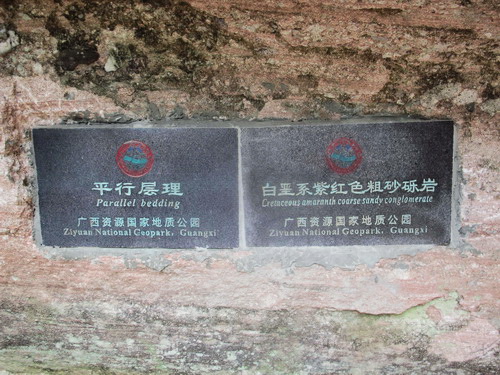 平行层理
Parallel bedding
广西资源国家地质公园
Ziyuan National Geopark, Guangxi
白垩系紫红色粗砂砾岩
Cretaceous amaranth coarse sandy conglomerate
广西资源国家地质公园
Ziyuan National Geopark, Guangxi